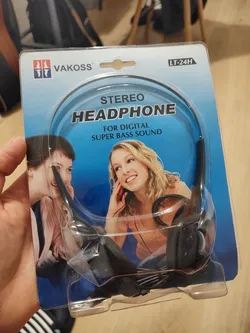 VAKOSS
LT-24H
STEREO
HEADPHONE
FOR DIGITAL
SUPER BASS SOUND